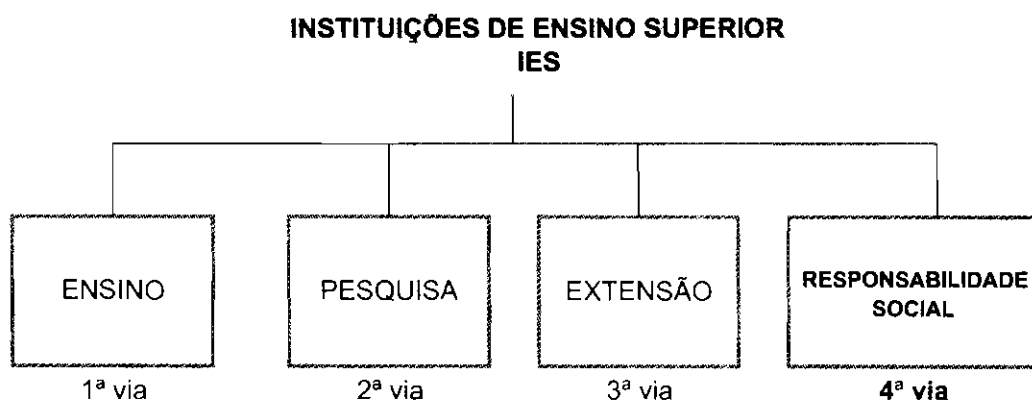 INSTITUIÇÕES DE ENSINO SUPERIOR
IES
ENSINO
PESQUISA
EXTENSÃO
RESPONSABILIDADE
SOCIAL
1ª via
2ª via
3ª via
4ª via